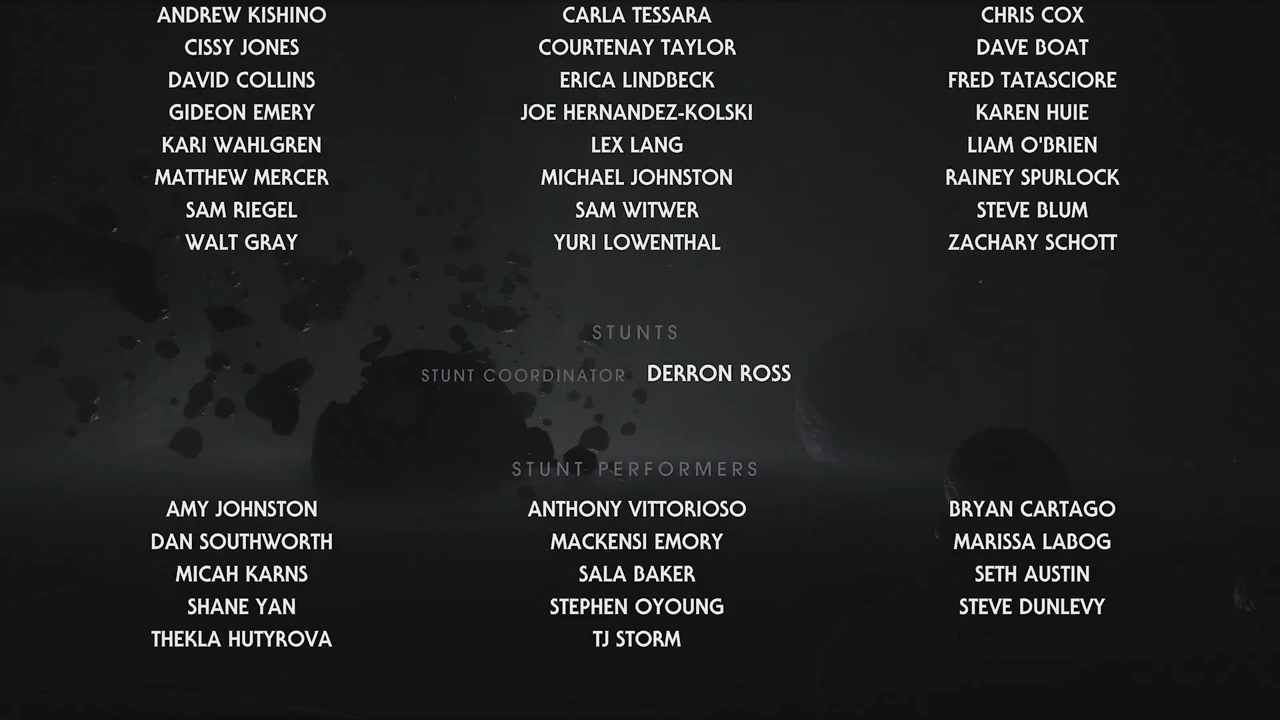 ANDREW KISHINO CARLA TESSARA CHRIS COX
CISSY JONES COURTENAY TAYLOR DAVE BOAT
DAVID COLLINS ERICA LINDBECK FRED TATASCIORE
GIDEON EMERY JOE HERNANDEZ-KOLSKI KAREN HUIE
KARI WAHLGREN LEX LANG LIAM O'BRIEN
MATTHEW MERCER MICHAEL JOHNSTON RAINEY SPURLOCK
SAM RIEGEL SAM WITWER STEVE BLUM
WALT GRAY YURI LOWENTHAL ZACHARY SCHOTT
STUNTS
STUNT COORDINATOR DERRON ROSS
STUNT PERFORMERS
AMY JOHNSTON ANTHONY VITTORIOSO BRYAN CARTAGO
DAN SOUTHWORTH MACKENSI EMORY MARISSA LABOG
MICAH KARNS SALA BAKER SETH AUSTIN
SHANE YAN STEPHEN OYOUNG STEVE DUNLEVY
THEKLA HUTYROVA TJ STORM